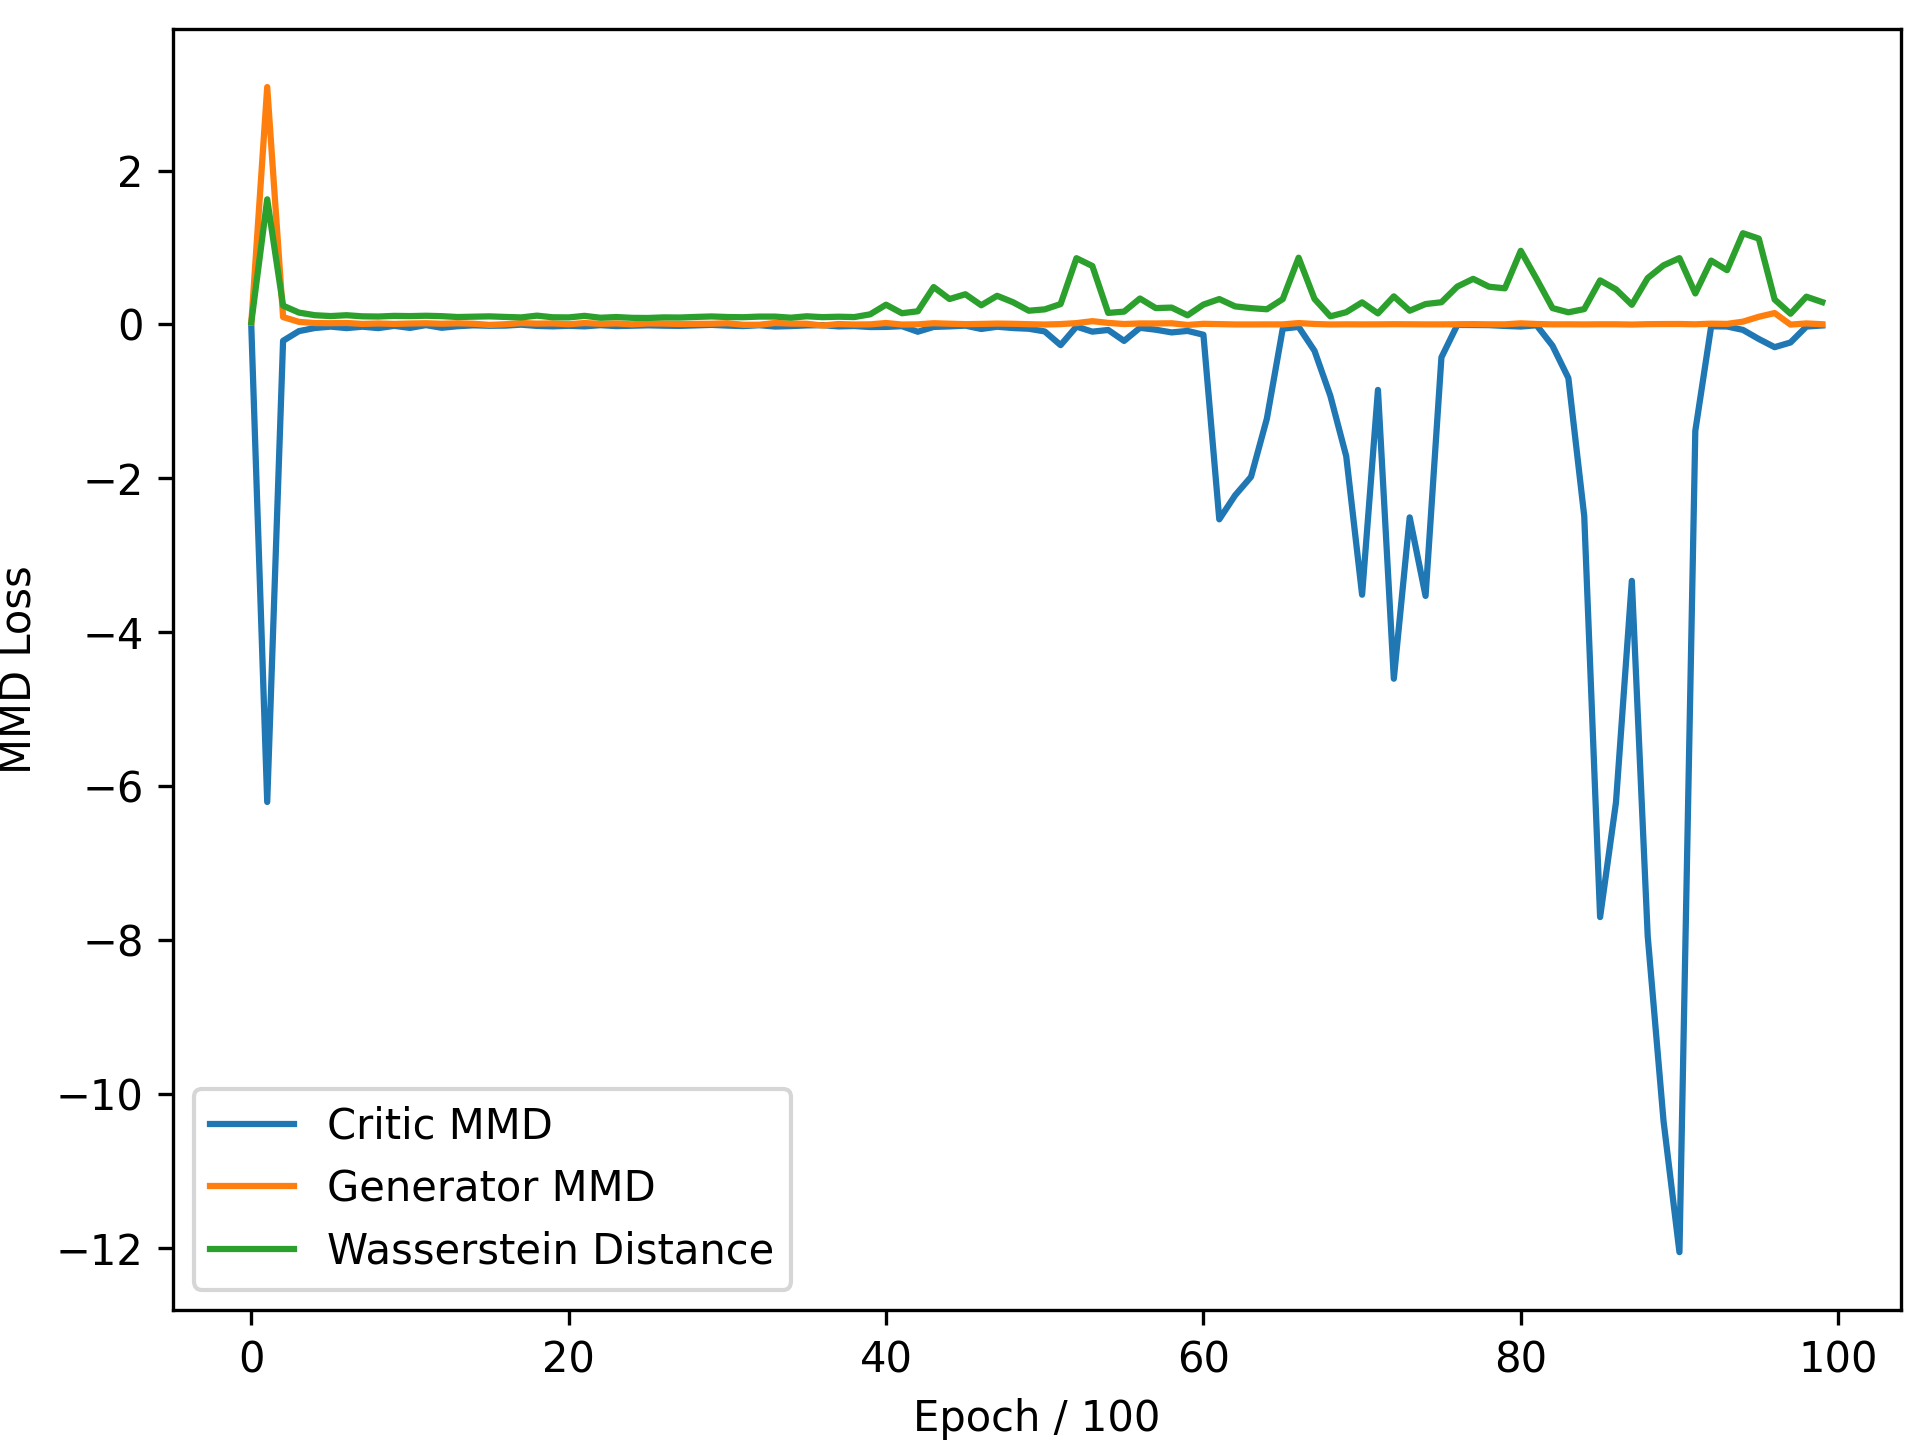 MMD Loss
2
0
−2
−4
−6
−8
−10
−12
Critic MMD
Generator MMD
Wasserstein Distance
0 20 40 60 80 100
Epoch / 100